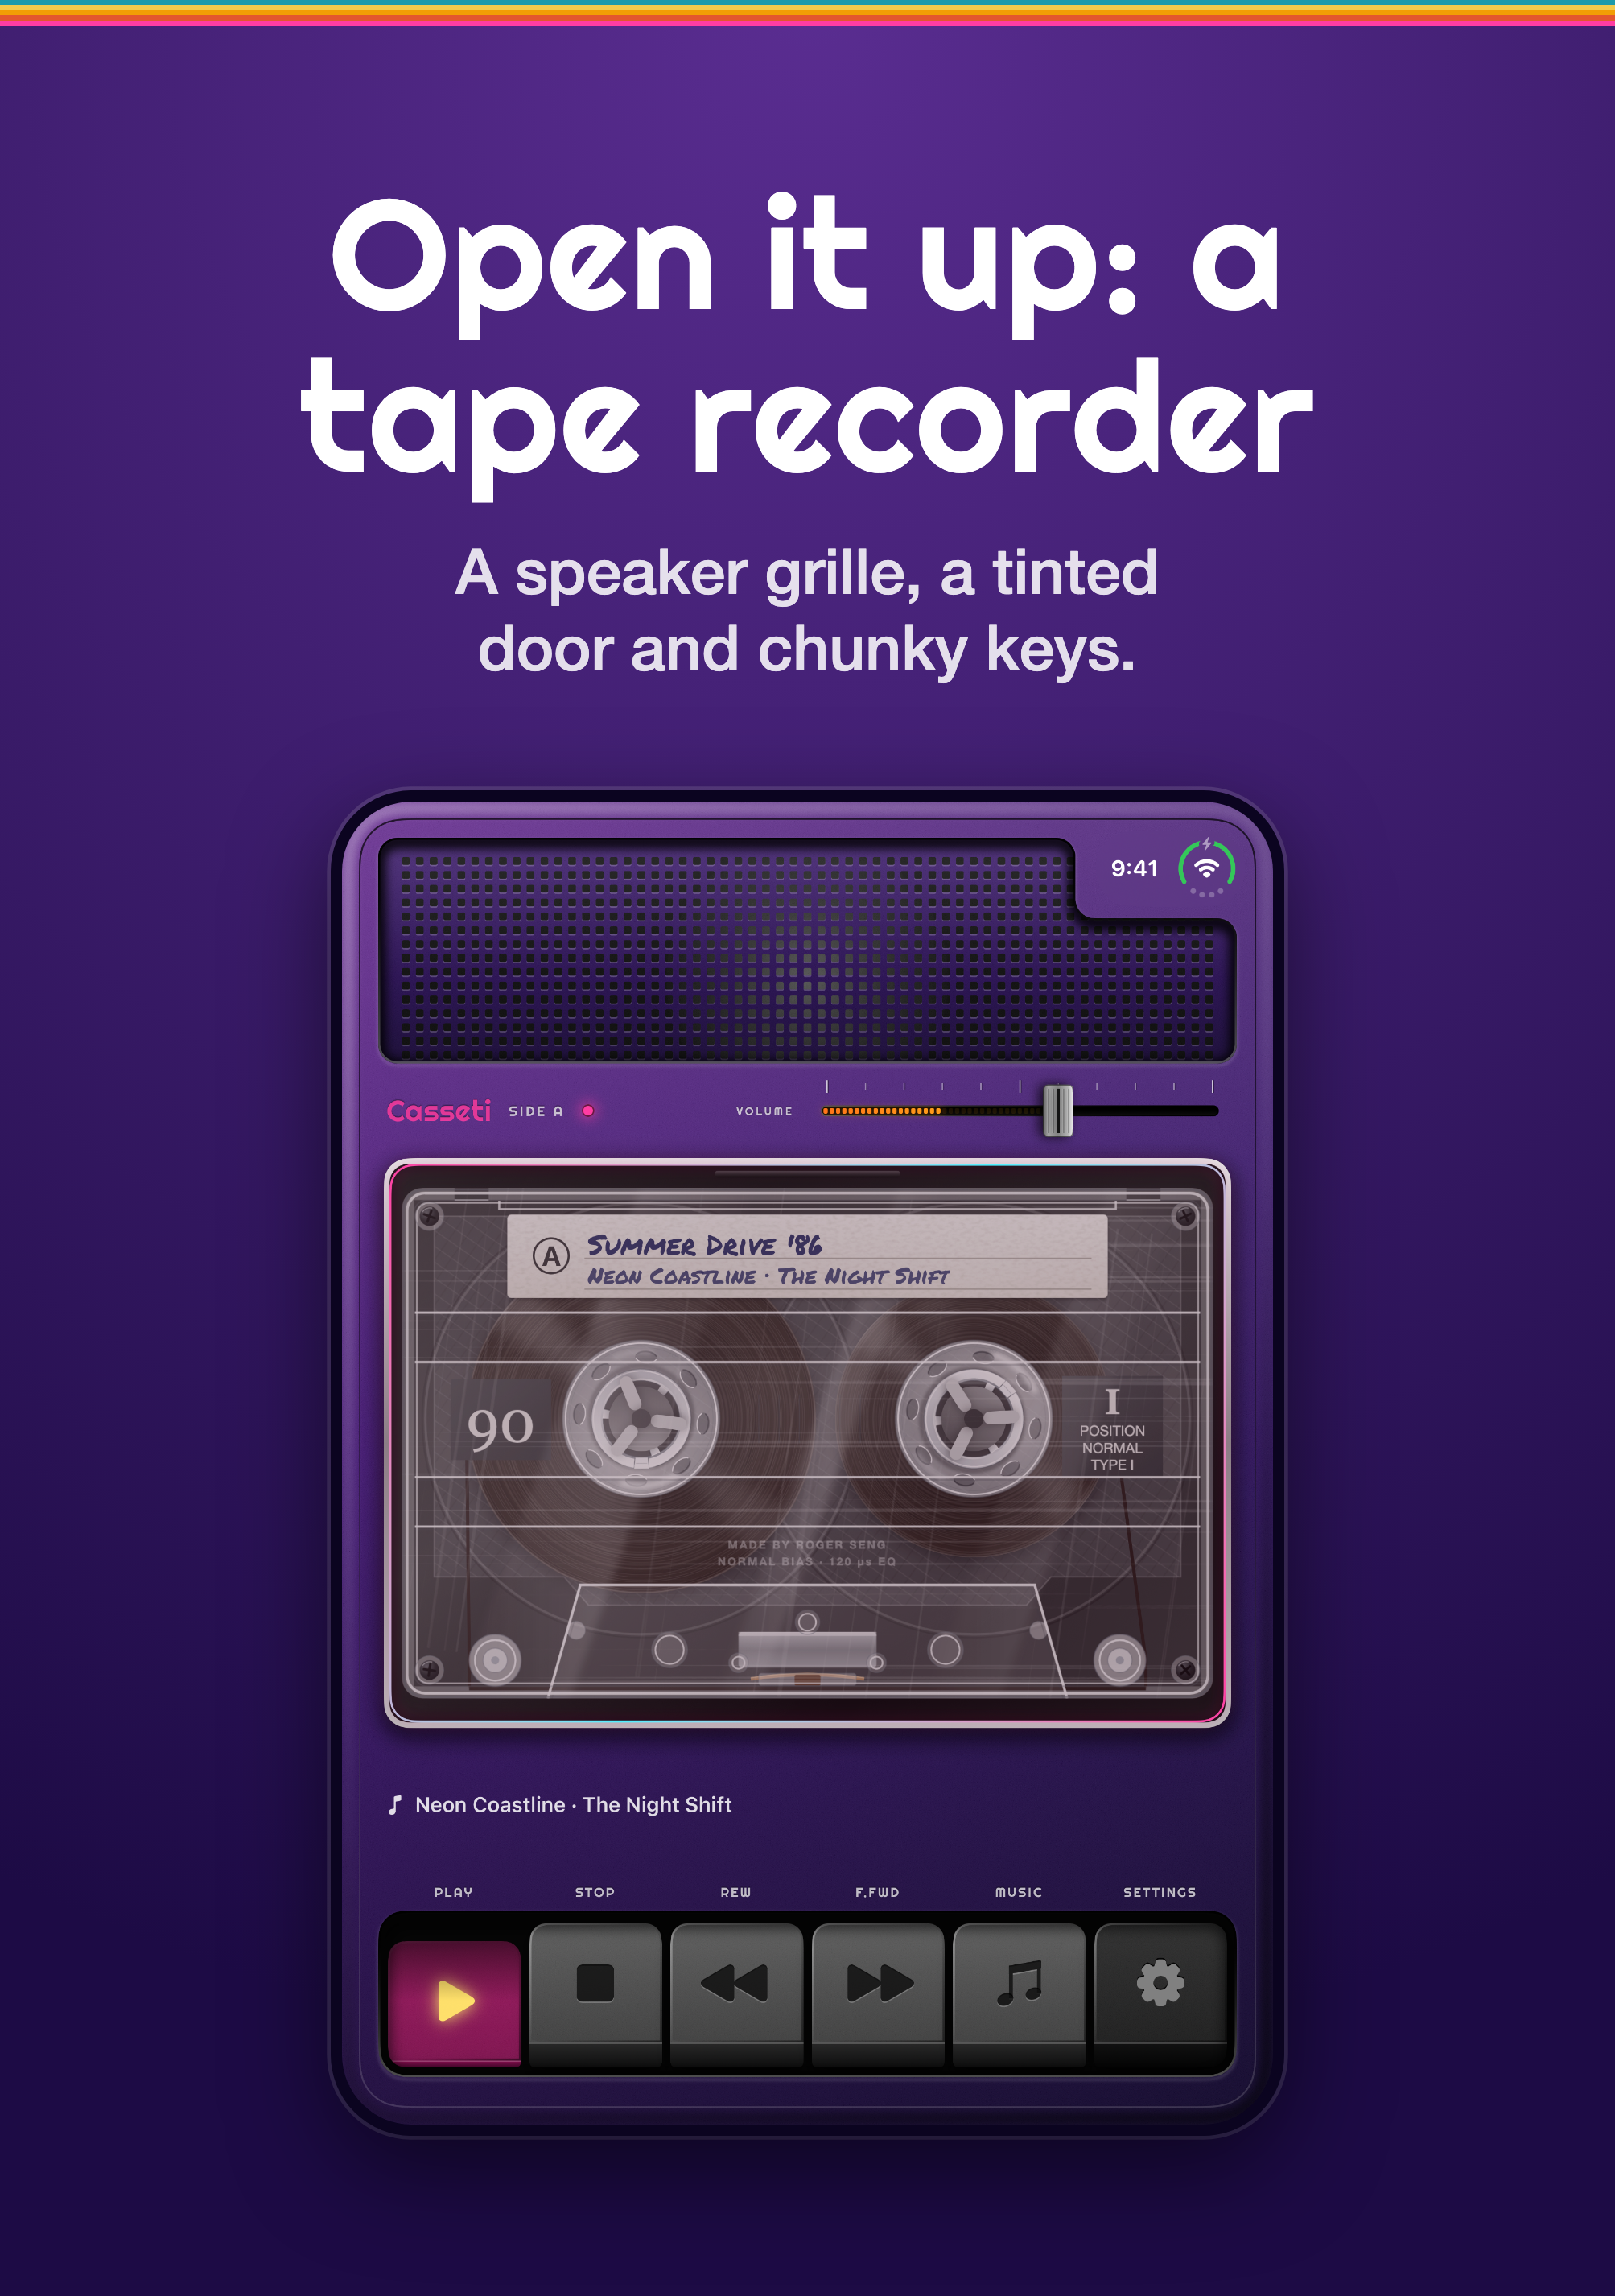 Open it up: a
tape recorder
A speaker grille, a tinted
door and chunky keys.
9:41
Casseti SIDE A VOLUME
A SUMMER DRIVE '86
NEON COASTLINE · THE NIGHT SHIFT
90
I
POSITION
NORMAL
TYPE I
MADE BY ROGER SENG
NORMAL BIAS · 120 µs EQ
Neon Coastline · The Night Shift
PLAY STOP REW F.FWD MUSIC SETTINGS